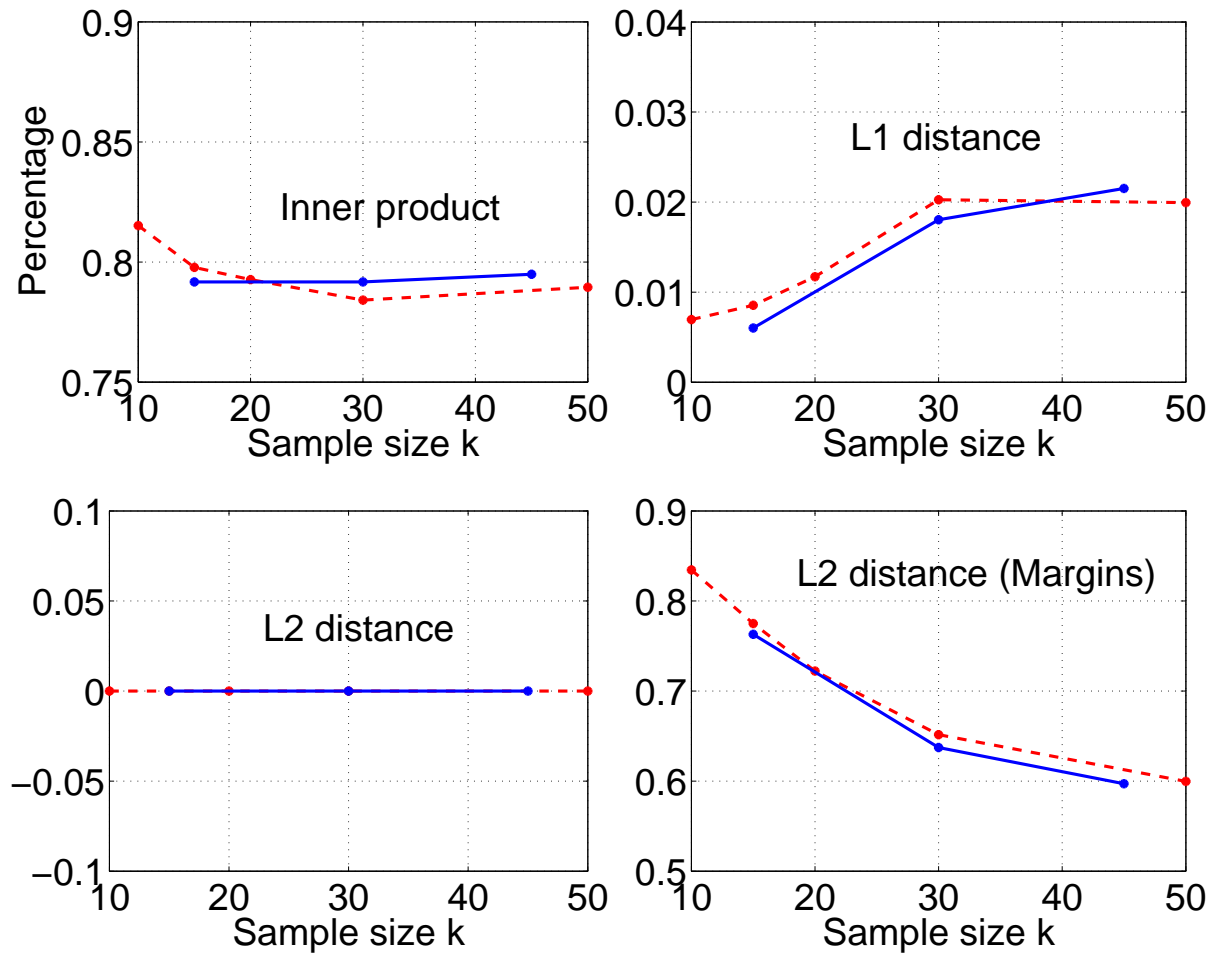 0.9
0.85
0.8
0.75
Percentage
Inner product
10 20 30 40 50
Sample size k
0.04
0.03
0.02
0.01
0
L1 distance
10 20 30 40 50
Sample size k
0.1
0.05
0
−0.05
−0.1
L2 distance
10 20 30 40 50
Sample size k
0.9
0.8
0.7
0.6
0.5
L2 distance (Margins)
10 20 30 40 50
Sample size k